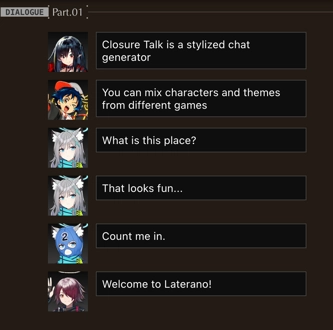 DIALOGUE Part.01
Closure Talk is a stylized chat
generator
You can mix characters and themes
from different games
What is this place?
That looks fun...
2
Count me in.
Welcome to Laterano!